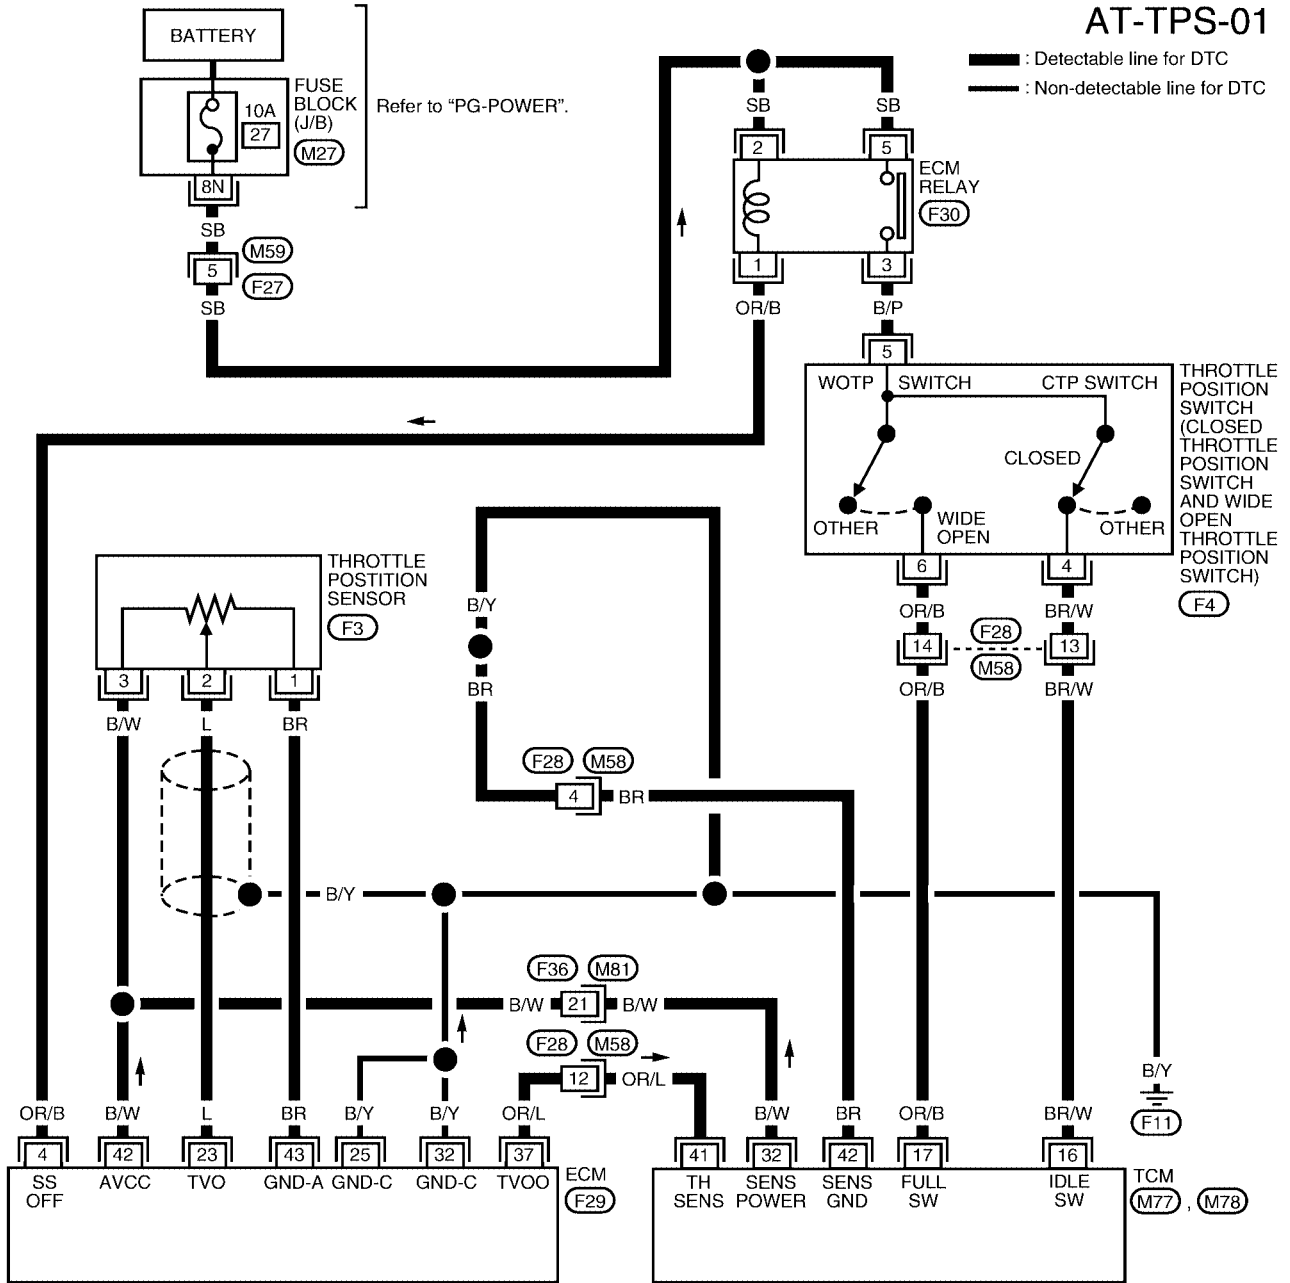 AT-TPS-01
: Detectable line for DTC
: Non-detectable line for DTC
BATTERY
FUSE
BLOCK
(J/B)
M27
10A
27
8N
Refer to “PG-POWER”.
SB
M59
5
F27
SB
SB
SB
2
5
ECM
RELAY
F30
1
3
OR/B
B/P
5
WOTP
SWITCH
CTP SWITCH
CLOSED
OTHER
WIDE
OPEN
OTHER
THROTTLE
POSITION
SWITCH
(CLOSED
THROTTLE
POSITION
SWITCH
AND WIDE
OPEN
THROTTLE
POSITION
SWITCH)
F4
6
4
OR/B
BR/W
14
F28
M58
13
OR/B
BR/W
THROTTLE
POSTITION
SENSOR
F3
3
2
1
B/W
L
BR
B/Y
BR
F28
M58
4
BR
B/Y
F36
M81
B/W
21
B/W
F28
M58
12
OR/L
B/Y
F11
OR/B
B/W
L
BR
B/Y
B/Y
OR/L
B/W
BR
OR/B
BR/W
4
42
23
43
25
32
37
SS
OFF
AVCC
TVO
GND-A
GND-C
GND-C
TVOO
ECM
F29
41
32
42
17
16
TH
SENS
SENS
POWER
SENS
GND
FULL
SW
IDLE
SW
TCM
M77 , M78